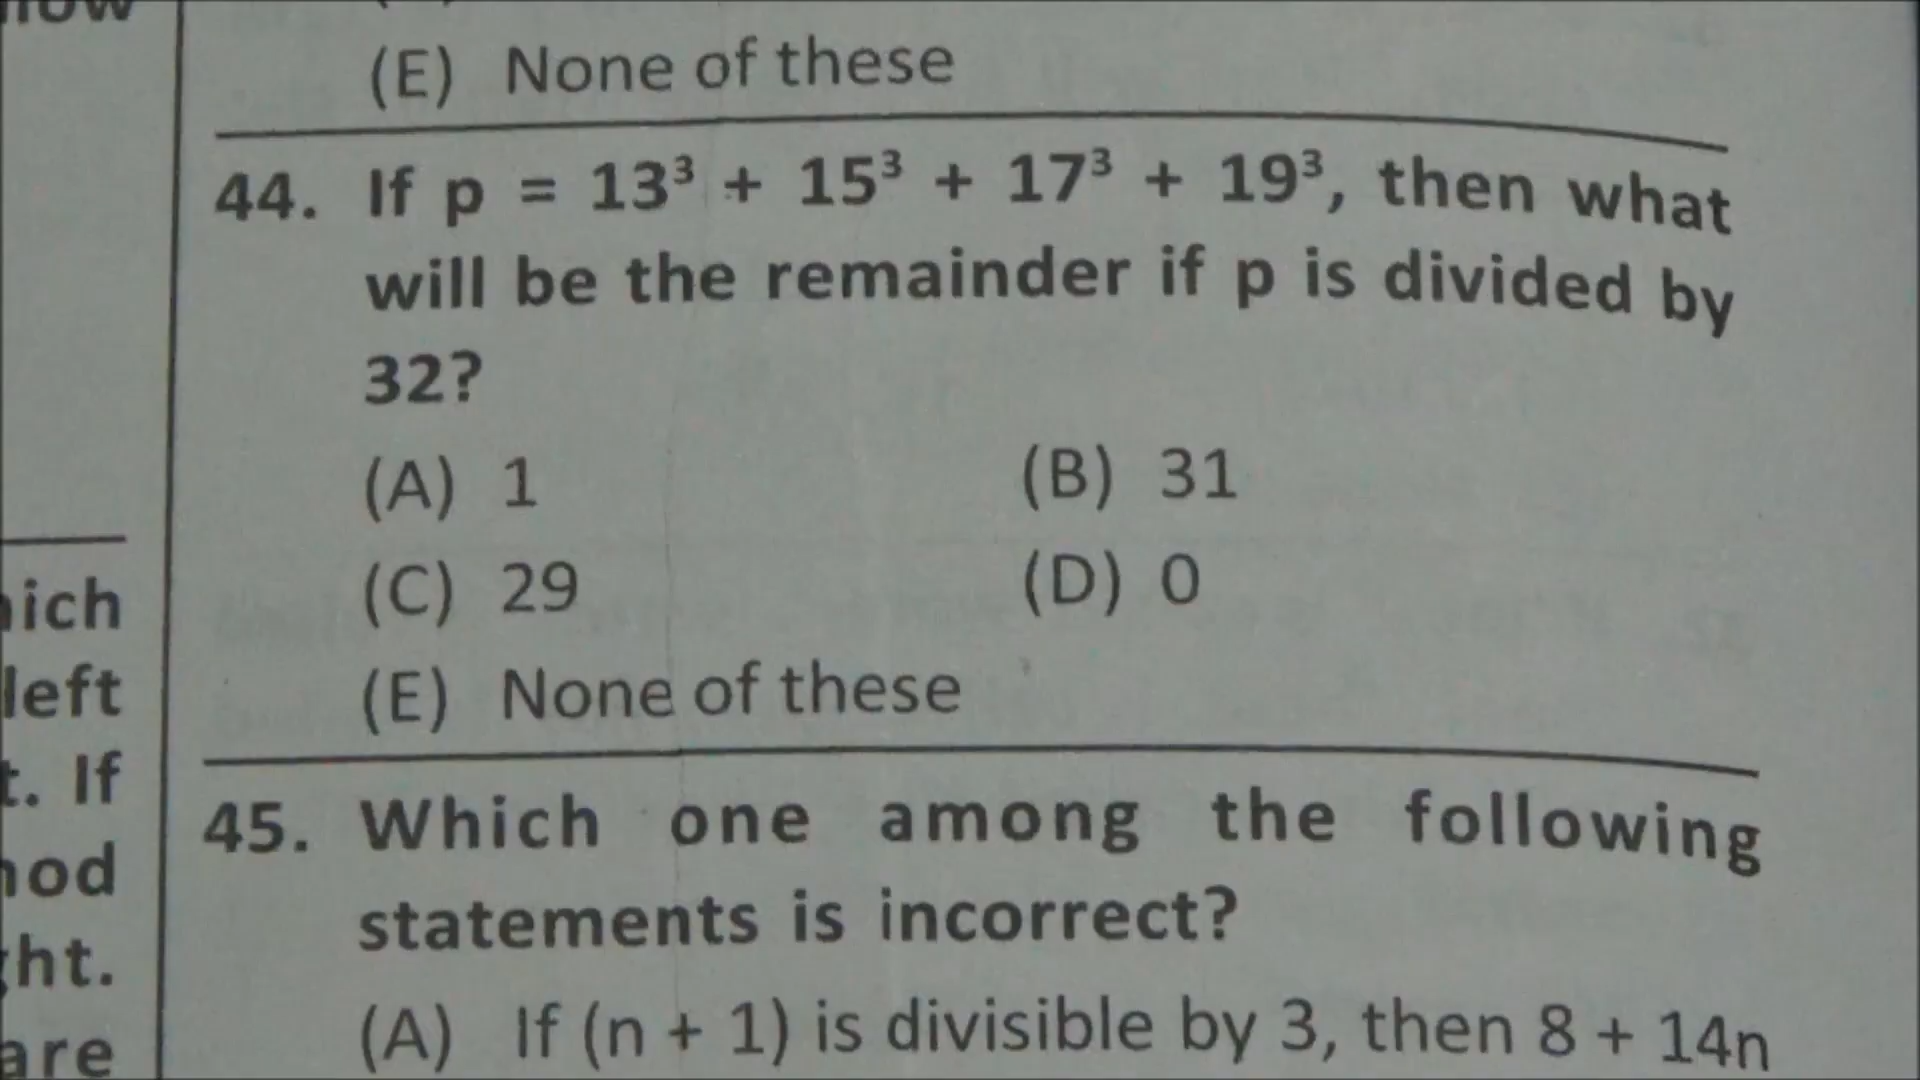 (E) None of these
44. If p = 13³ + 15³ + 17³ + 19³, then what
will be the remainder if p is divided by
32?
(A) 1 (B) 31
(C) 29 (D) 0
(E) None of these
45. Which one among the following
statements is incorrect?
(A) If (n + 1) is divisible by 3, then 8 + 14n
left
t. If
ht.
are